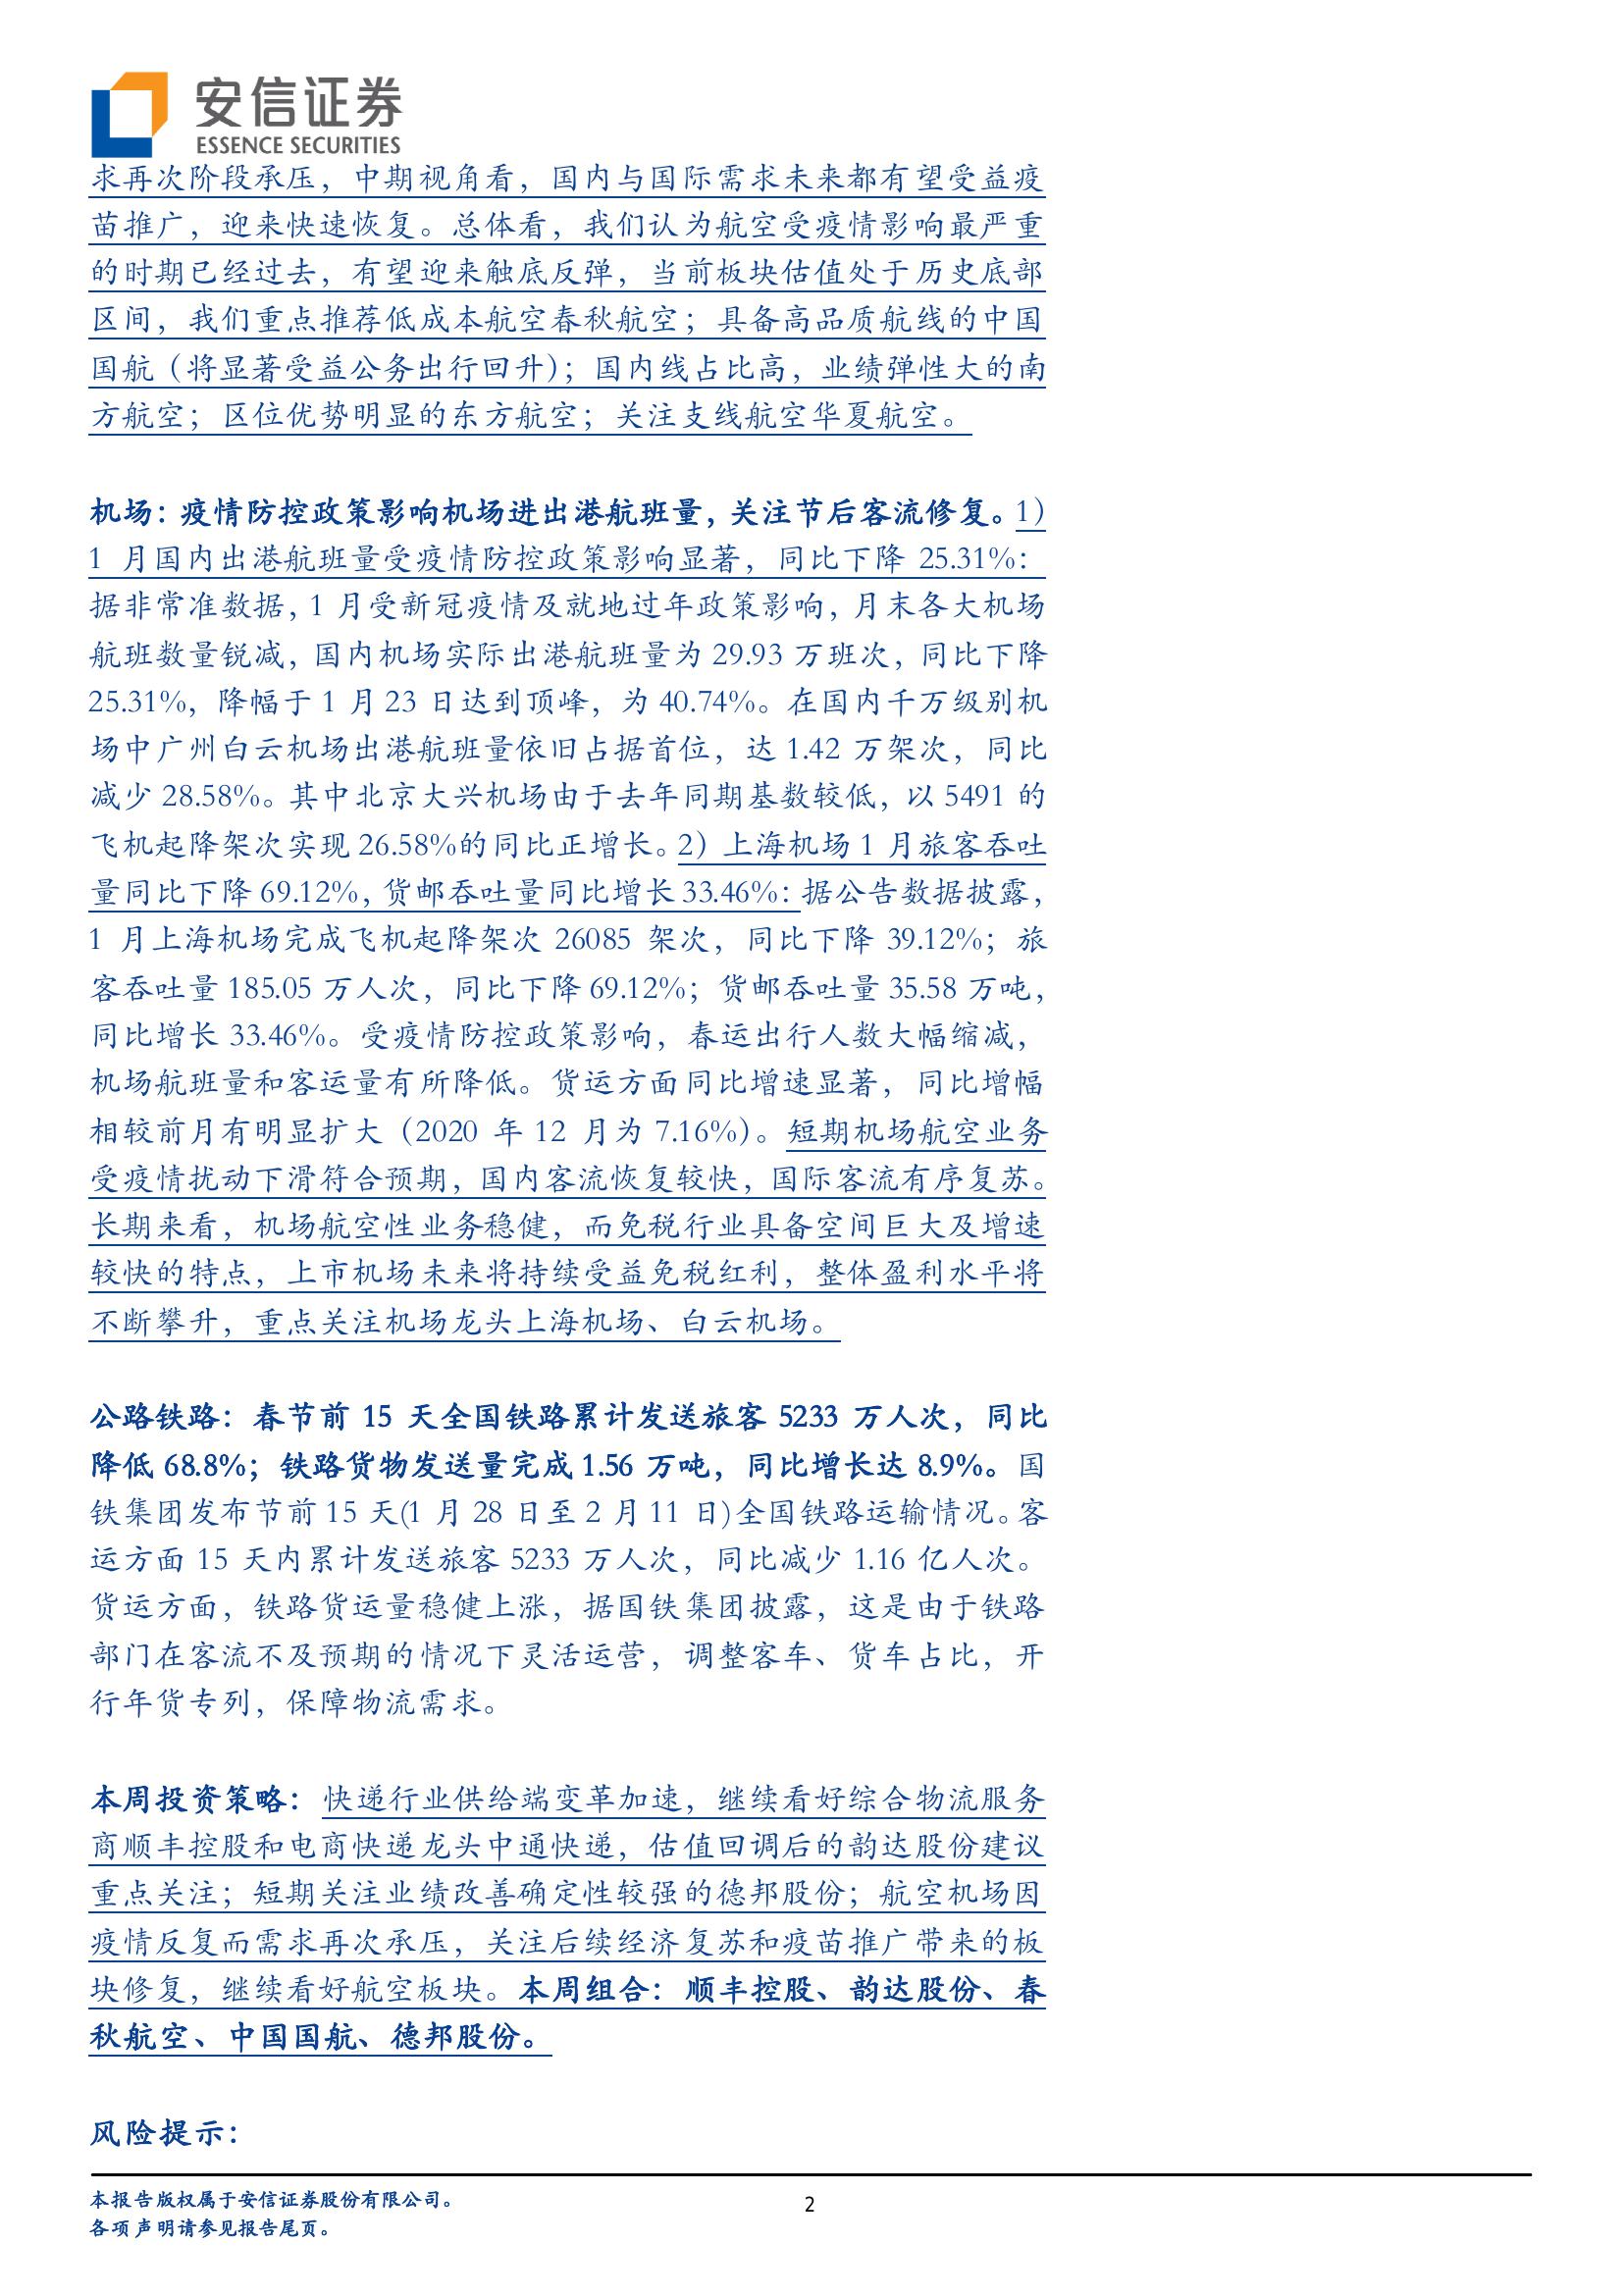 安信证券
ESSENCE SECURITIES
求再次阶段承压，中期视角看，国内与国际需求未来都有望受益疫
苗推广，迎来快速恢复。总体看，我们认为航空受疫情影响最严重
的时期已经过去，有望迎来触底反弹，当前板块估值处于历史底部
区间，我们重点推荐低成本航空春秋航空；具备高品质航线的中国
国航（将显著受益公务出行回升）；国内线占比高，业绩弹性大的南
方航空；区位优势明显的东方航空；关注支线航空华夏航空。
机场：疫情防控政策影响机场进出港航班量，关注节后客流修复。1）
1 月国内出港航班量受疫情防控政策影响显著，同比下降 25.31%：
据非常准数据，1 月受新冠疫情及就地过年政策影响，月末各大机场
航班数量锐减，国内机场实际出港航班量为 29.93 万班次，同比下降
25.31%，降幅于 1 月 23 日达到顶峰，为 40.74%。在国内千万级别机
场中广州白云机场出港航班量依旧占据首位，达 1.42 万架次，同比
减少 28.58%。其中北京大兴机场由于去年同期基数较低，以 5491 的
飞机起降架次实现 26.58%的同比正增长。2）上海机场 1 月旅客吞吐
量同比下降 69.12%，货邮吞吐量同比增长 33.46%：据公告数据披露，
1 月上海机场完成飞机起降架次 26085 架次，同比下降 39.12%；旅
客吞吐量 185.05 万人次，同比下降 69.12%；货邮吞吐量 35.58 万吨，
同比增长 33.46%。受疫情防控政策影响，春运出行人数大幅缩减，
机场航班量和客运量有所降低。货运方面同比增速显著，同比增幅
相较前月有明显扩大（2020 年 12 月为 7.16%）。短期机场航空业务
受疫情扰动下滑符合预期，国内客流恢复较快，国际客流有序复苏。
长期来看，机场航空性业务稳健，而免税行业具备空间巨大及增速
较快的特点，上市机场未来将持续受益免税红利，整体盈利水平将
不断攀升，重点关注机场龙头上海机场、白云机场。
公路铁路：春节前 15 天全国铁路累计发送旅客 5233 万人次，同比
降低 68.8%；铁路货物发送量完成 1.56 万吨，同比增长达 8.9%。国
铁集团发布节前 15 天(1 月 28 日至 2 月 11 日)全国铁路运输情况。客
运方面 15 天内累计发送旅客 5233 万人次，同比减少 1.16 亿人次。
货运方面，铁路货运量稳健上涨，据国铁集团披露，这是由于铁路
部门在客流不及预期的情况下灵活运营，调整客车、货车占比，开
行年货专列，保障物流需求。
本周投资策略：快递行业供给端变革加速，继续看好综合物流服务
商顺丰控股和电商快递龙头中通快递，估值回调后的韵达股份建议
重点关注；短期关注业绩改善确定性较强的德邦股份；航空机场因
疫情反复而需求再次承压，关注后续经济复苏和疫苗推广带来的板
块修复，继续看好航空板块。本周组合：顺丰控股、韵达股份、春
秋航空、中国国航、德邦股份。
风险提示：
本报告版权属于安信证券股份有限公司。
2
各项声明请参见报告尾页。